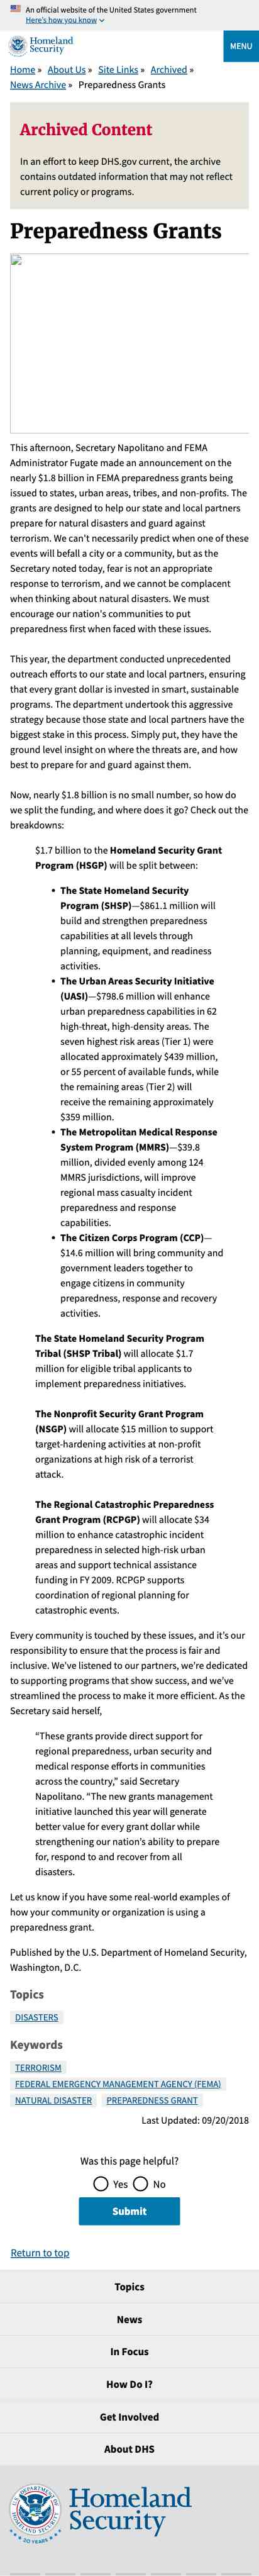 An official website of the United States government
Here's how you know
Homeland
Security
MENU
Home » About Us » Site Links » Archived »
News Archive » Preparedness Grants
Archived Content
In an effort to keep DHS.gov current, the archive
contains outdated information that may not reflect
current policy or programs.
Preparedness Grants
This afternoon, Secretary Napolitano and FEMA
Administrator Fugate made an announcement on the
nearly $1.8 billion in FEMA preparedness grants being
issued to states, urban areas, tribes, and non-profits. The
grants are designed to help our state and local partners
prepare for natural disasters and guard against
terrorism. We can't necessarily predict when one of these
events will befall a city or a community, but as the
Secretary noted today, fear is not an appropriate
response to terrorism, and we cannot be complacent
when thinking about natural disasters. We must
encourage our nation's communities to put
preparedness first when faced with these issues.
This year, the department conducted unprecedented
outreach efforts to our state and local partners, ensuring
that every grant dollar is invested in smart, sustainable
programs. The department undertook this aggressive
strategy because those state and local partners have the
biggest stake in this process. Simply put, they have the
ground level insight on where the threats are, and how
best to prepare for and guard against them.
Now, nearly $1.8 billion is no small number, so how do
we split the funding, and where does it go? Check out the
breakdowns:
$1.7 billion to the Homeland Security Grant
Program (HSGP) will be split between:
• The State Homeland Security
Program (SHSP)—$861.1 million will
build and strengthen preparedness
capabilities at all levels through
planning, equipment, and readiness
activities.
• The Urban Areas Security Initiative
(UASI)—$798.6 million will enhance
urban preparedness capabilities in 62
high-threat, high-density areas. The
seven highest risk areas (Tier 1) were
allocated approximately $439 million,
or 55 percent of available funds, while
the remaining areas (Tier 2) will
receive the remaining approximately
$359 million.
• The Metropolitan Medical Response
System Program (MMRS)—$39.8
million, divided evenly among 124
MMRS jurisdictions, will improve
regional mass casualty incident
preparedness and response
capabilities.
• The Citizen Corps Program (CCP)—
$14.6 million will bring community and
government leaders together to
engage citizens in community
preparedness, response and recovery
activities.
The State Homeland Security Program
Tribal (SHSP Tribal) will allocate $1.7
million for eligible tribal applicants to
implement preparedness initiatives.
The Nonprofit Security Grant Program
(NSGP) will allocate $15 million to support
target-hardening activities at non-profit
organizations at high risk of a terrorist
attack.
The Regional Catastrophic Preparedness
Grant Program (RCPGP) will allocate $34
million to enhance catastrophic incident
preparedness in selected high-risk urban
areas and support technical assistance
funding in FY 2009. RCPGP supports
coordination of regional planning for
catastrophic events.
Every community is touched by these issues, and it's our
responsibility to ensure that the process is fair and
inclusive. We've listened to our partners, we're dedicated
to supporting programs that show success, and we've
streamlined the process to make it more efficient. As the
Secretary said herself,
“These grants provide direct support for
regional preparedness, urban security and
medical response efforts in communities
across the country,” said Secretary
Napolitano. “The new grants management
initiative launched this year will generate
better value for every grant dollar while
strengthening our nation's ability to prepare
for, respond to and recover from all
disasters.
Let us know if you have some real-world examples of
how your community or organization is using a
preparedness grant.
Published by the U.S. Department of Homeland Security,
Washington, D.C.
Topics
DISASTERS
Keywords
TERRORISM
FEDERAL EMERGENCY MANAGEMENT AGENCY (FEMA)
NATURAL DISASTER PREPAREDNESS GRANT
Last Updated: 09/20/2018
Was this page helpful?
Yes No
Submit
Return to top
Topics
News
In Focus
How Do I?
Get Involved
About DHS
U.S. DEPARTMENT OF
HOMELAND SECURITY
20 YEARS
Homeland
Security